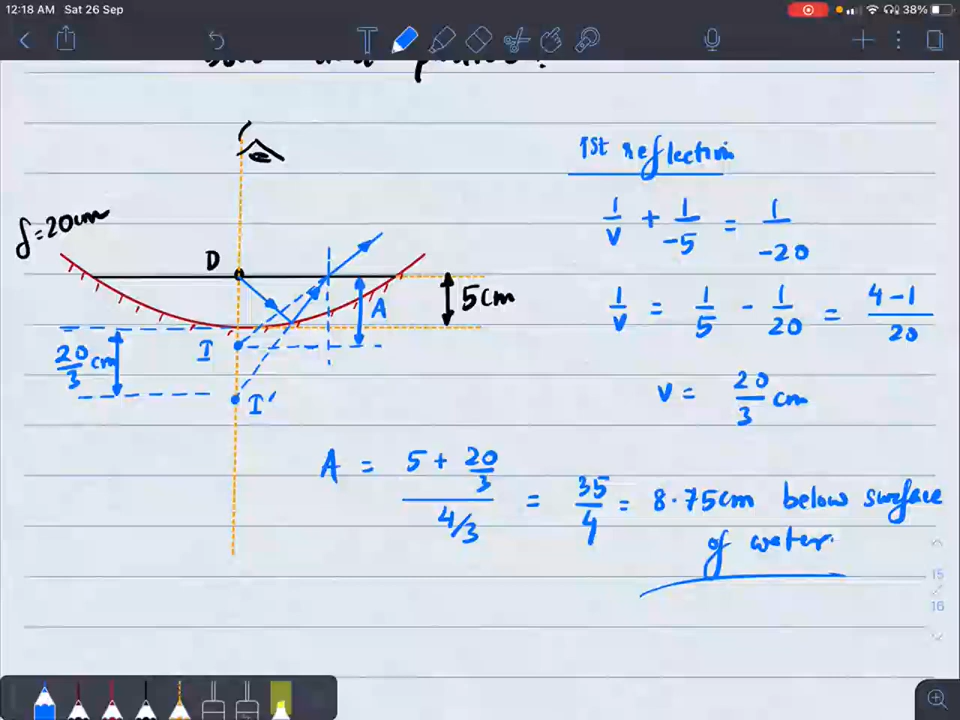 12:18 AM Sat 26 Sep
38%
T
1st reflection
f = 20cm
D
A
5cm
20/3 cm
I
I'
1/v + 1/-5 = 1/-20
1/v = 1/5 - 1/20 = 4-1/20
v = 20/3 cm
A = 5 + 20/3 / 4/3 = 35/4 = 8.75cm below surface
of water.
15
16